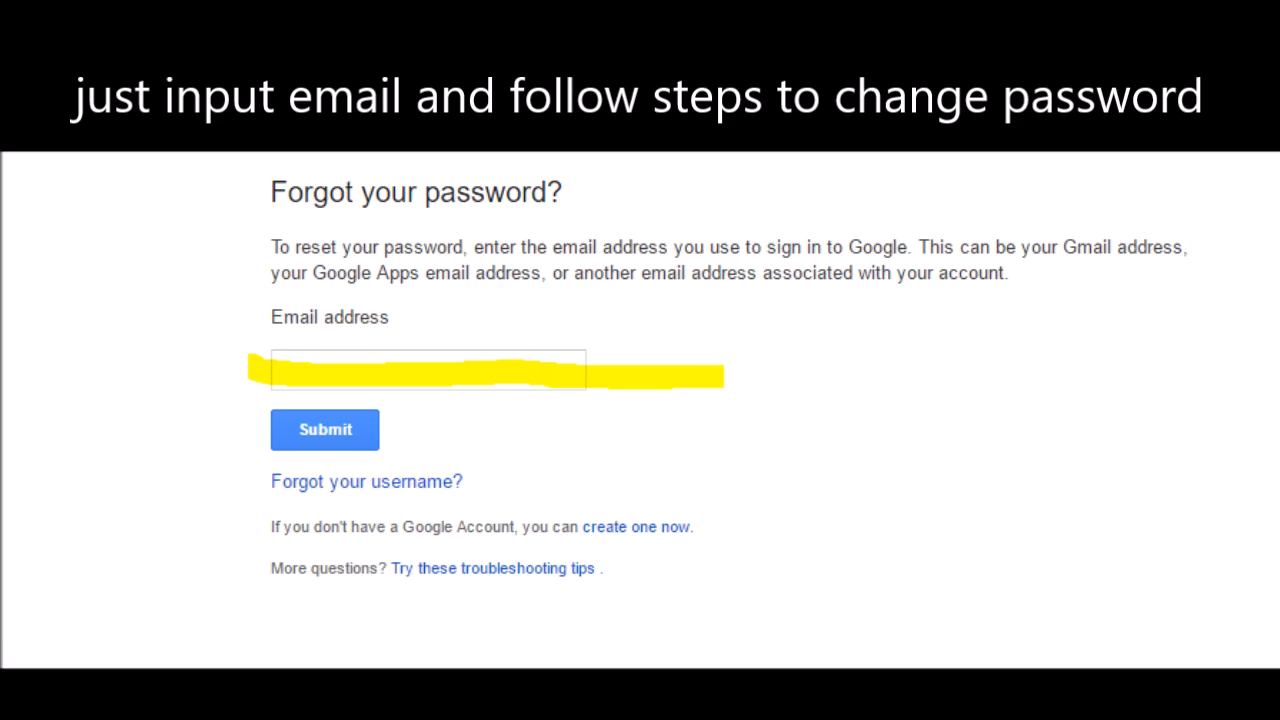 just input email and follow steps to change password
Forgot your password?
To reset your password, enter the email address you use to sign in to Google. This can be your Gmail address,
your Google Apps email address, or another email address associated with your account.
Email address
Submit
Forgot your username?
If you don't have a Google Account, you can create one now.
More questions? Try these troubleshooting tips .